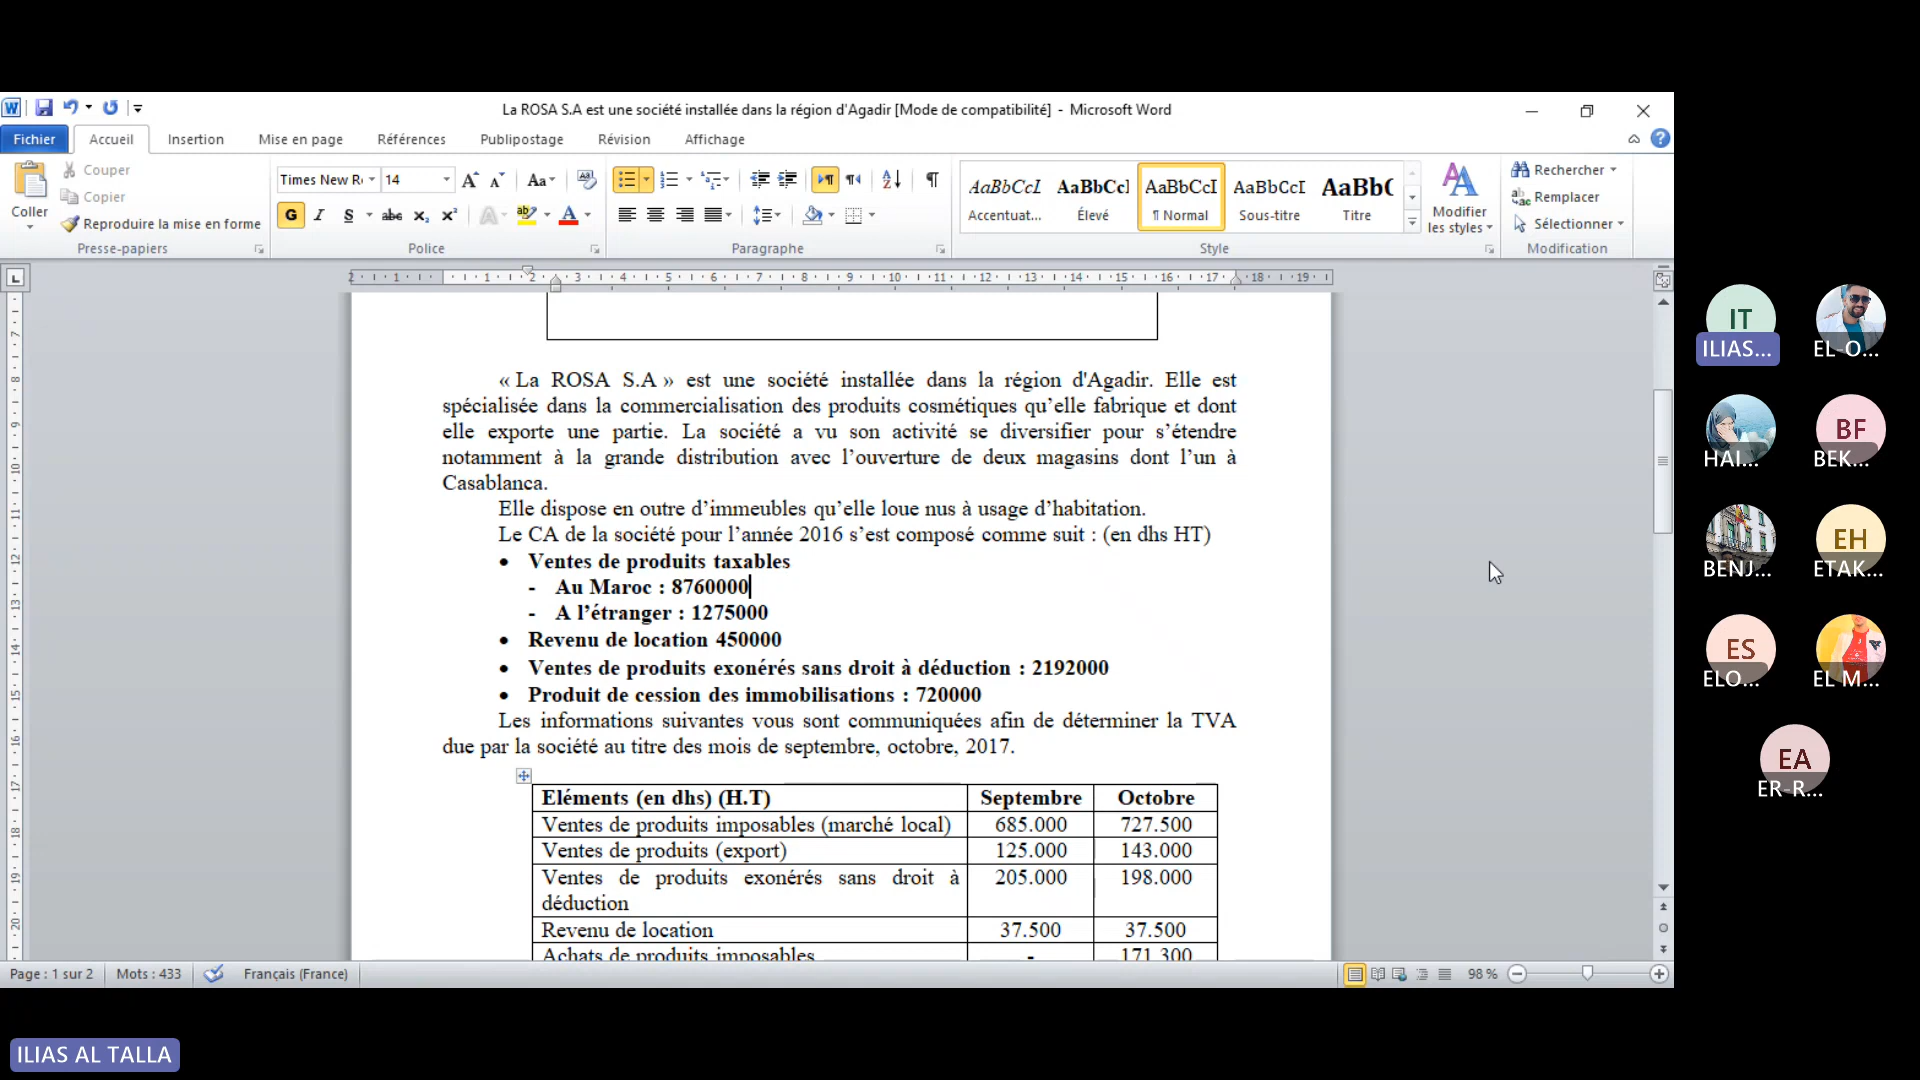 La ROSA S.A est une société installée dans la région d'Agadir [Mode de compatibilité] - Microsoft Word
Fichier Accueil Insertion Mise en page Références Publipostage Révision Affichage
Coller
Couper
Copier
Reproduire la mise en forme
Presse-papiers
Times New R 14
Police
Paragraphe
AaBbCcI AaBbCc AaBbCcI AaBbCcI AaBb(
Accentuat... Élevé ¶ Normal Sous-titre Titre
Modifier
les styles
Style
Rechercher
Remplacer
Sélectionner
Modification
« La ROSA S.A » est une société installée dans la région d'Agadir. Elle est
spécialisée dans la commercialisation des produits cosmétiques qu’elle fabrique et dont
elle exporte une partie. La société a vu son activité se diversifier pour s’étendre
notamment à la grande distribution avec l’ouverture de deux magasins dont l’un à
Casablanca.
Elle dispose en outre d’immeubles qu’elle loue nus à usage d’habitation.
Le CA de la société pour l’année 2016 s’est composé comme suit : (en dhs HT)
• Ventes de produits taxables
- Au Maroc : 8760000
- A l’étranger : 1275000
• Revenu de location 450000
• Ventes de produits exonérés sans droit à déduction : 2192000
• Produit de cession des immobilisations : 720000
Les informations suivantes vous sont communiquées afin de déterminer la TVA
due par la société au titre des mois de septembre, octobre, 2017.
Eléments (en dhs) (H.T) Septembre Octobre
Ventes de produits imposables (marché local) 685.000 727.500
Ventes de produits (export) 125.000 143.000
Ventes de produits exonérés sans droit à 205.000 198.000
déduction
Revenu de location 37.500 37.500
Achats de produits imposables - 171.300
Page : 1 sur 2 Mots : 433 Français (France) 98 %
IT
ILIAS...
EL-O...
HAI...
BF
BEK...
BENJ...
EH
ETAK...
ES
ELO...
EL M...
EA
ER-R...
ILIAS AL TALLA